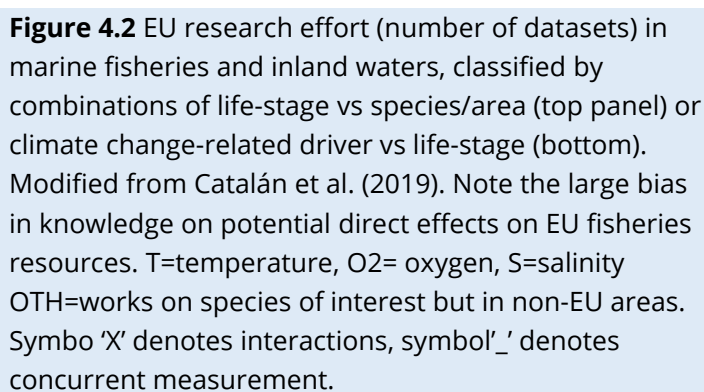 Figure 4.2 EU research effort (number of datasets) in
marine fisheries and inland waters, classified by
combinations of life-stage vs species/area (top panel) or
climate change-related driver vs life-stage (bottom).
Modified from Catalán et al. (2019). Note the large bias
in knowledge on potential direct effects on EU fisheries
resources. T=temperature, O2= oxygen, S=salinity
OTH=works on species of interest but in non-EU areas.
Symbo ‘X’ denotes interactions, symbol’_’ denotes
concurrent measurement.